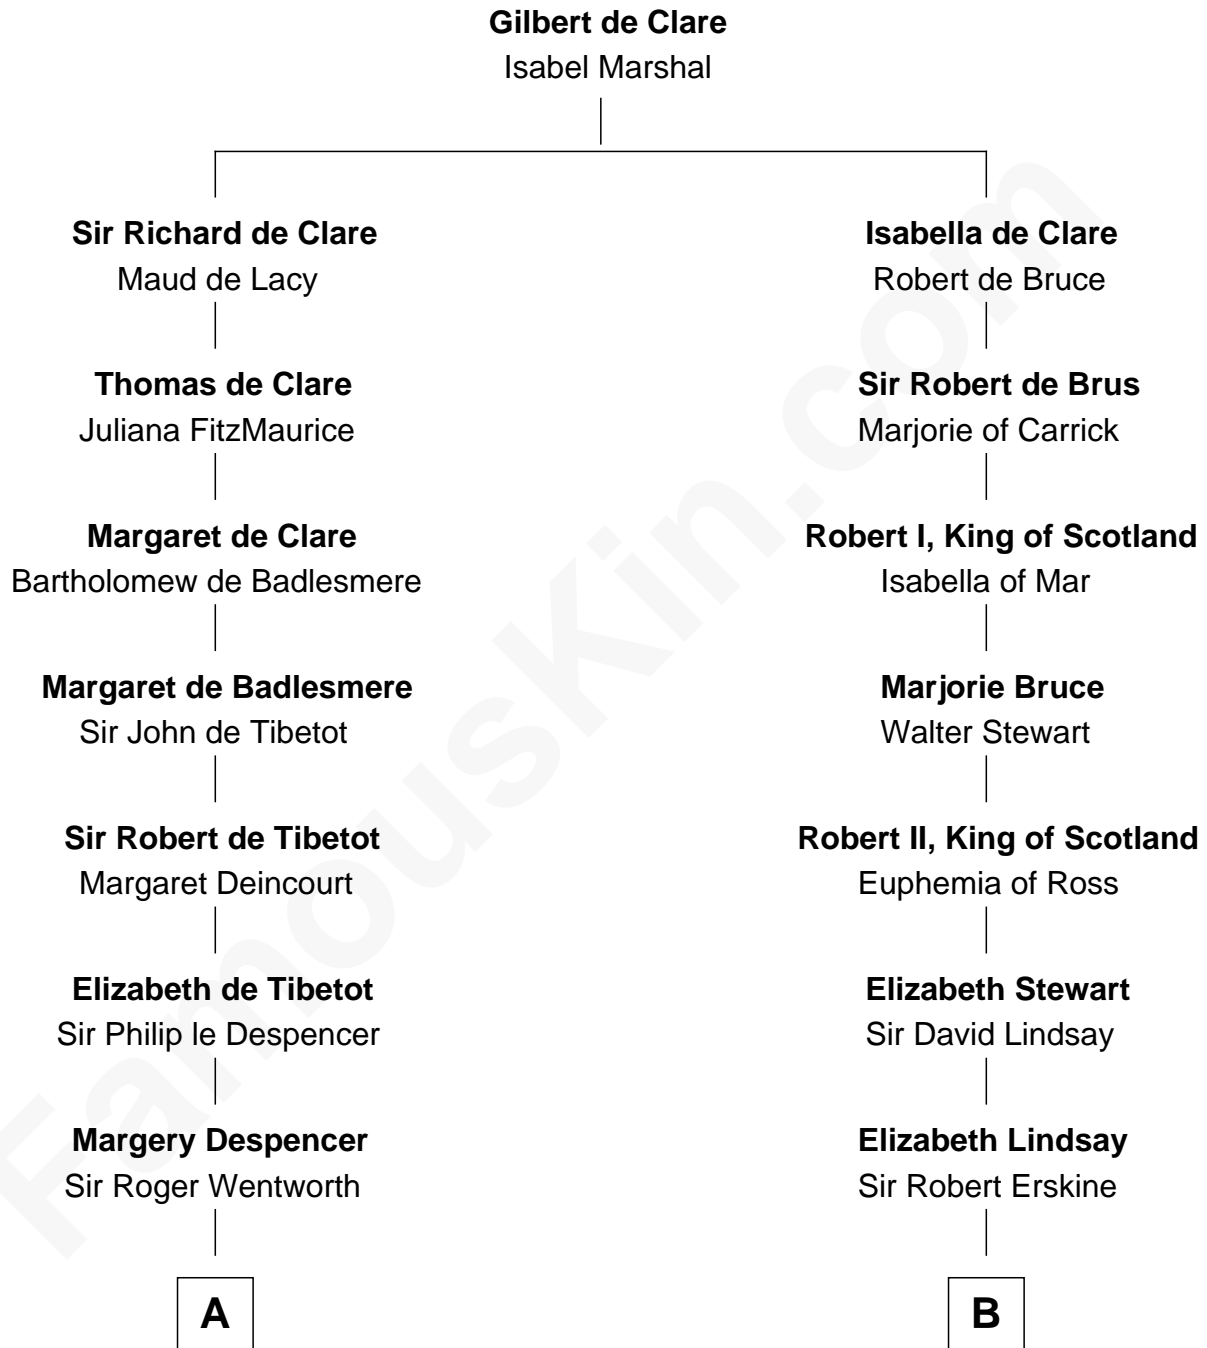 Gilbert de Clare
Isabel Marshal
Sir Richard de Clare
Maud de Lacy
Thomas de Clare
Juliana FitzMaurice
Margaret de Clare
Bartholomew de Badlesmere
Margaret de Badlesmere
Sir John de Tibetot
Sir Robert de Tibetot
Margaret Deincourt
Elizabeth de Tibetot
Sir Philip le Despencer
Margery Despencer
Sir Roger Wentworth
A
Isabella de Clare
Robert de Bruce
Sir Robert de Brus
Marjorie of Carrick
Robert I, King of Scotland
Isabella of Mar
Marjorie Bruce
Walter Stewart
Robert II, King of Scotland
Euphemia of Ross
Elizabeth Stewart
Sir David Lindsay
Elizabeth Lindsay
Sir Robert Erskine
B
FamousKin.com